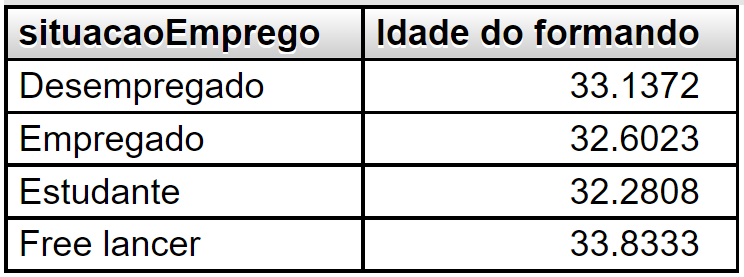 situacaoEmprego Idade do formando
Desempregado 33.1372
Empregado 32.6023
Estudante 32.2808
Free lancer 33.8333